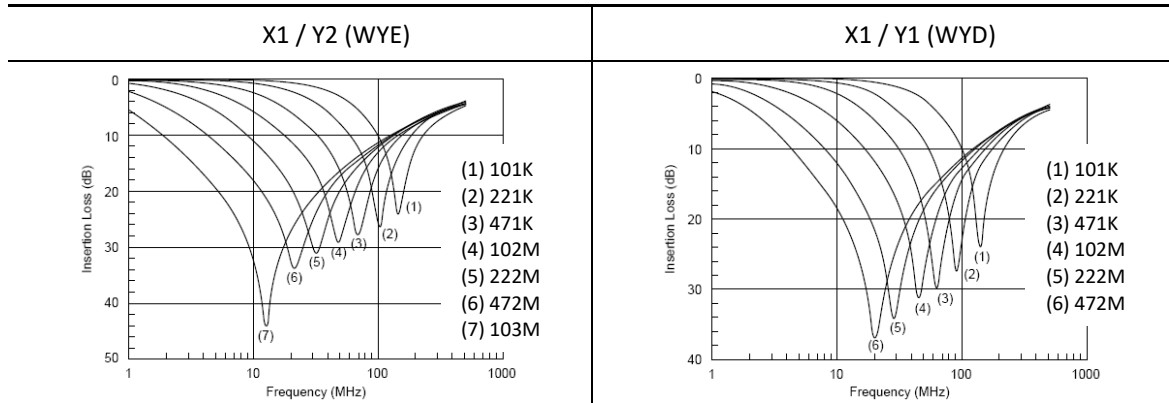 X1 / Y2 (WYE)
0
10
20
30
40
50
Insertion Loss (dB)
1
10
100
1000
Frequency (MHz)
(1)
(2)
(3)
(4)
(5)
(6)
(7)
(1) 101K
(2) 221K
(3) 471K
(4) 102M
(5) 222M
(6) 472M
(7) 103M
X1 / Y1 (WYD)
0
10
20
30
40
Insertion Loss (dB)
1
10
100
1000
Frequency (MHz)
(1)
(2)
(3)
(4)
(5)
(6)
(1) 101K
(2) 221K
(3) 471K
(4) 102M
(5) 222M
(6) 472M